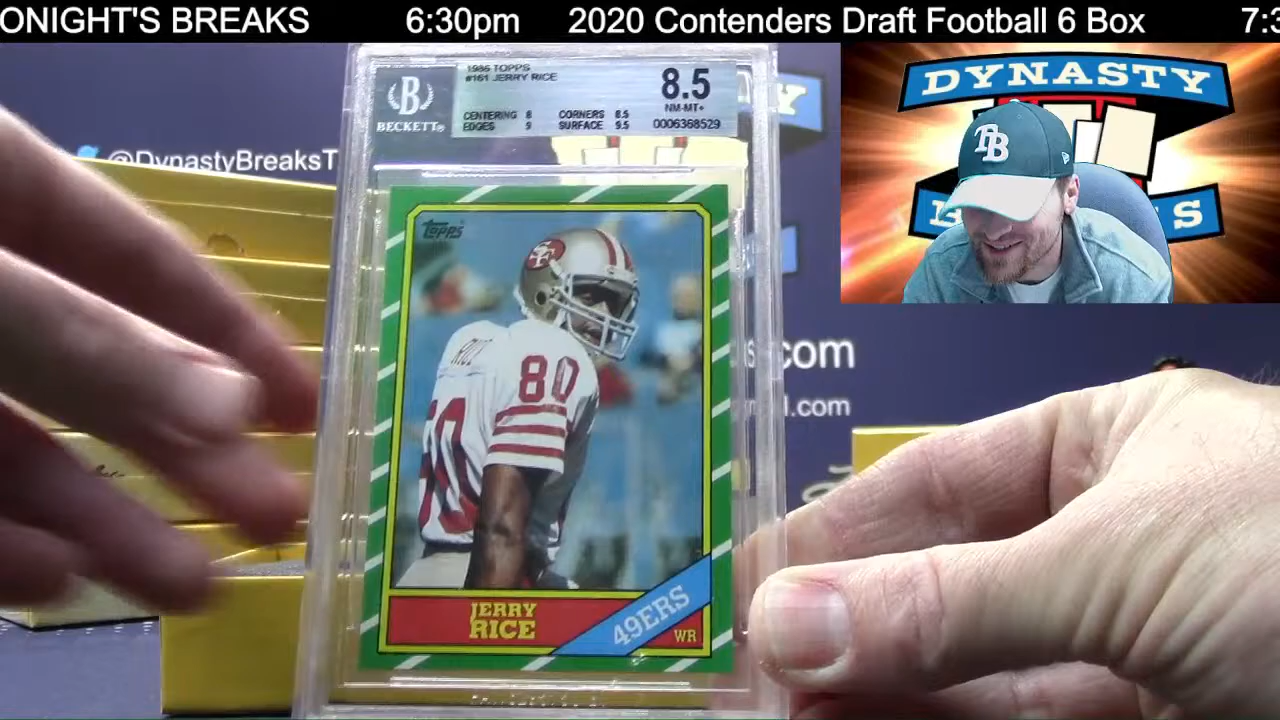 ONIGHT'S BREAKS 6:30pm 2020 Contenders Draft Football 6 Box 7:3
1986 TOPPS
#161 JERRY RICE
8.5
NM-MT+
CENTERING 8 CORNERS 8.5
EDGES 9 SURFACE 9.5
0006368529
B
BECKETT
@DynastyBreaksT
Topps
RICE
80
80
JERRY
RICE
49ERS
WR
.com
l.com
DYNASTY
TB
B S